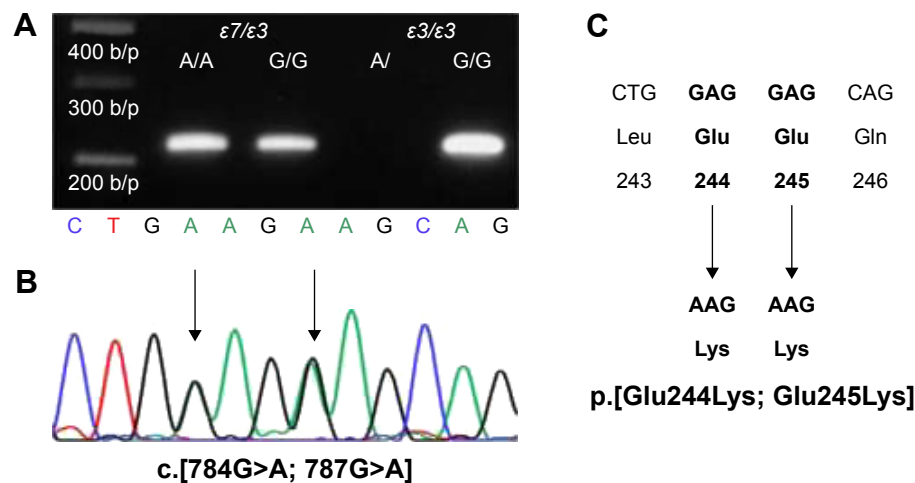 A
ε7/ε3 ε3/ε3
A/A G/G A/ G/G
400 b/p
300 b/p
200 b/p
C T G A A G A A G C A G
B
c.[784G>A; 787G>A]
C
CTG GAG GAG CAG
Leu Glu Glu Gln
243 244 245 246
AAG AAG
Lys Lys
p.[Glu244Lys; Glu245Lys]